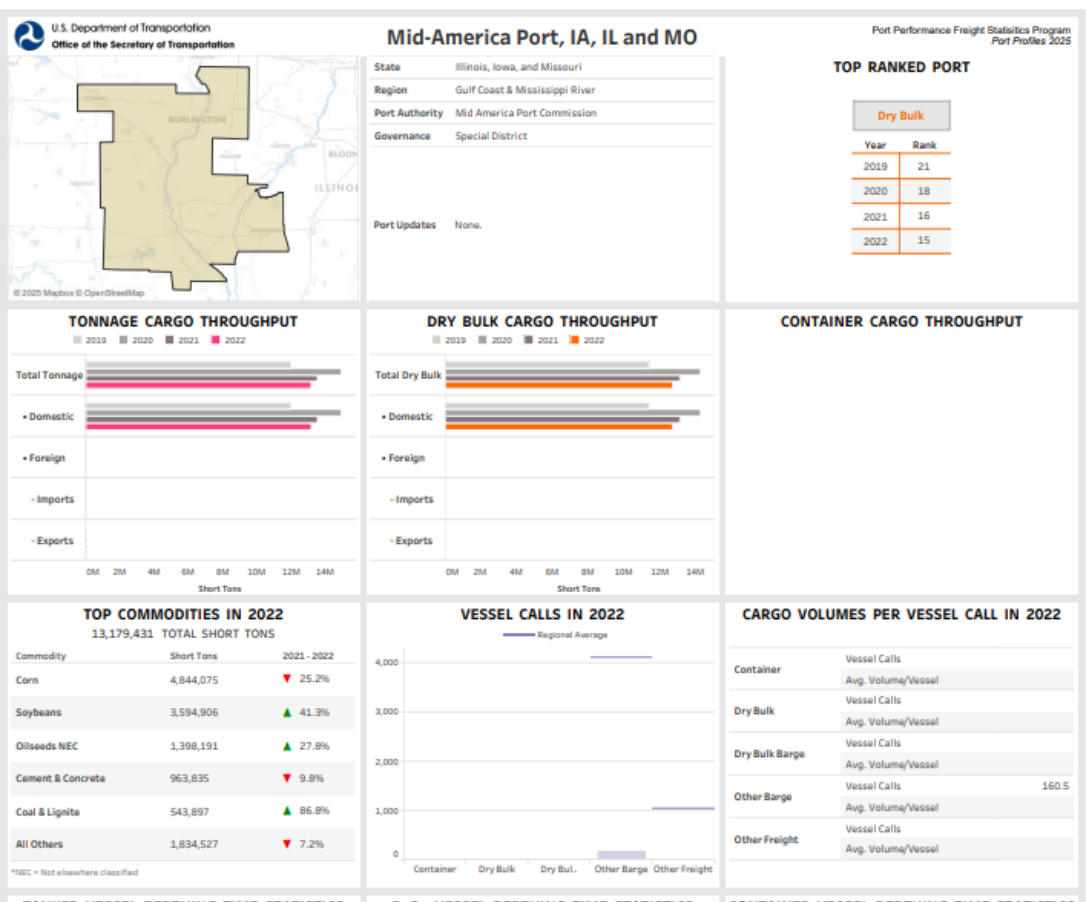 U.S. Department of Transportation
Office of the Secretary of Transportation
Mid-America Port, IA, IL and MO
Port Performance Freight Statisitics Program
Port Profiles 2025
BURLINGTON
BLOOM
ILLINOI
© 2025 Mapbox © OpenStreetMap
State Illinois, Iowa, and Missouri
Region Gulf Coast & Mississippi River
Port Authority Mid America Port Commission
Governance Special District
Port Updates None.
TOP RANKED PORT
Dry Bulk
Year Rank
2019 21
2020 18
2021 16
2022 15
TONNAGE CARGO THROUGHPUT
2019 2020 2021 2022
Total Tonnage
• Domestic
• Foreign
- Imports
- Exports
0M 2M 4M 6M 8M 10M 12M 14M
Short Tons
DRY BULK CARGO THROUGHPUT
2019 2020 2021 2022
Total Dry Bulk
• Domestic
• Foreign
- Imports
- Exports
0M 2M 4M 6M 8M 10M 12M 14M
Short Tons
CONTAINER CARGO THROUGHPUT
TOP COMMODITIES IN 2022
13,179,431 TOTAL SHORT TONS
Commodity Short Tons 2021 - 2022
Corn 4,844,075 ▼ 25.2%
Soybeans 3,594,906 ▲ 41.3%
Oilseeds NEC 1,398,191 ▲ 27.8%
Cement & Concrete 963,835 ▼ 9.8%
Coal & Lignite 543,897 ▲ 86.8%
All Others 1,834,527 ▼ 7.2%
*NEC = Not elsewhere classified
VESSEL CALLS IN 2022
Regional Average
4,000
3,000
2,000
1,000
0
Container Dry Bulk Dry Bul.. Other Barge Other Freight
CARGO VOLUMES PER VESSEL CALL IN 2022
Container
Vessel Calls
Avg. Volume/Vessel
Dry Bulk
Vessel Calls
Avg. Volume/Vessel
Dry Bulk Barge
Vessel Calls
Avg. Volume/Vessel
Other Barge
Vessel Calls 160.5
Avg. Volume/Vessel
Other Freight
Vessel Calls
Avg. Volume/Vessel